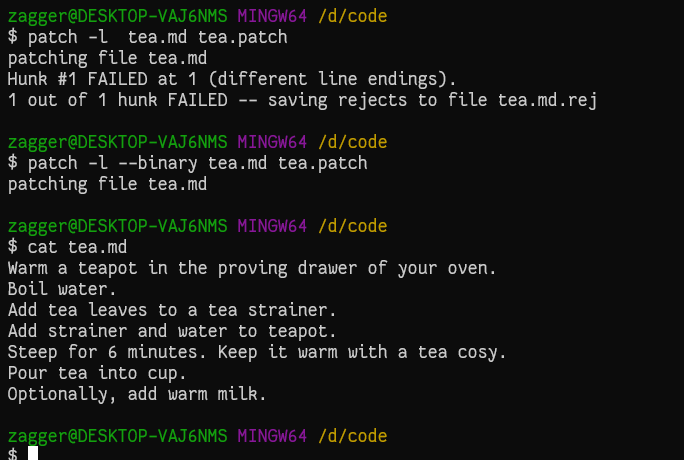 zagger@DESKTOP-VAJ6NMS MINGW64 /d/code
$ patch -l  tea.md tea.patch
patching file tea.md
Hunk #1 FAILED at 1 (different line endings).
1 out of 1 hunk FAILED -- saving rejects to file tea.md.rej
zagger@DESKTOP-VAJ6NMS MINGW64 /d/code
$ patch -l --binary tea.md tea.patch
patching file tea.md
zagger@DESKTOP-VAJ6NMS MINGW64 /d/code
$ cat tea.md
Warm a teapot in the proving drawer of your oven.
Boil water.
Add tea leaves to a tea strainer.
Add strainer and water to teapot.
Steep for 6 minutes. Keep it warm with a tea cosy.
Pour tea into cup.
Optionally, add warm milk.
zagger@DESKTOP-VAJ6NMS MINGW64 /d/code
$